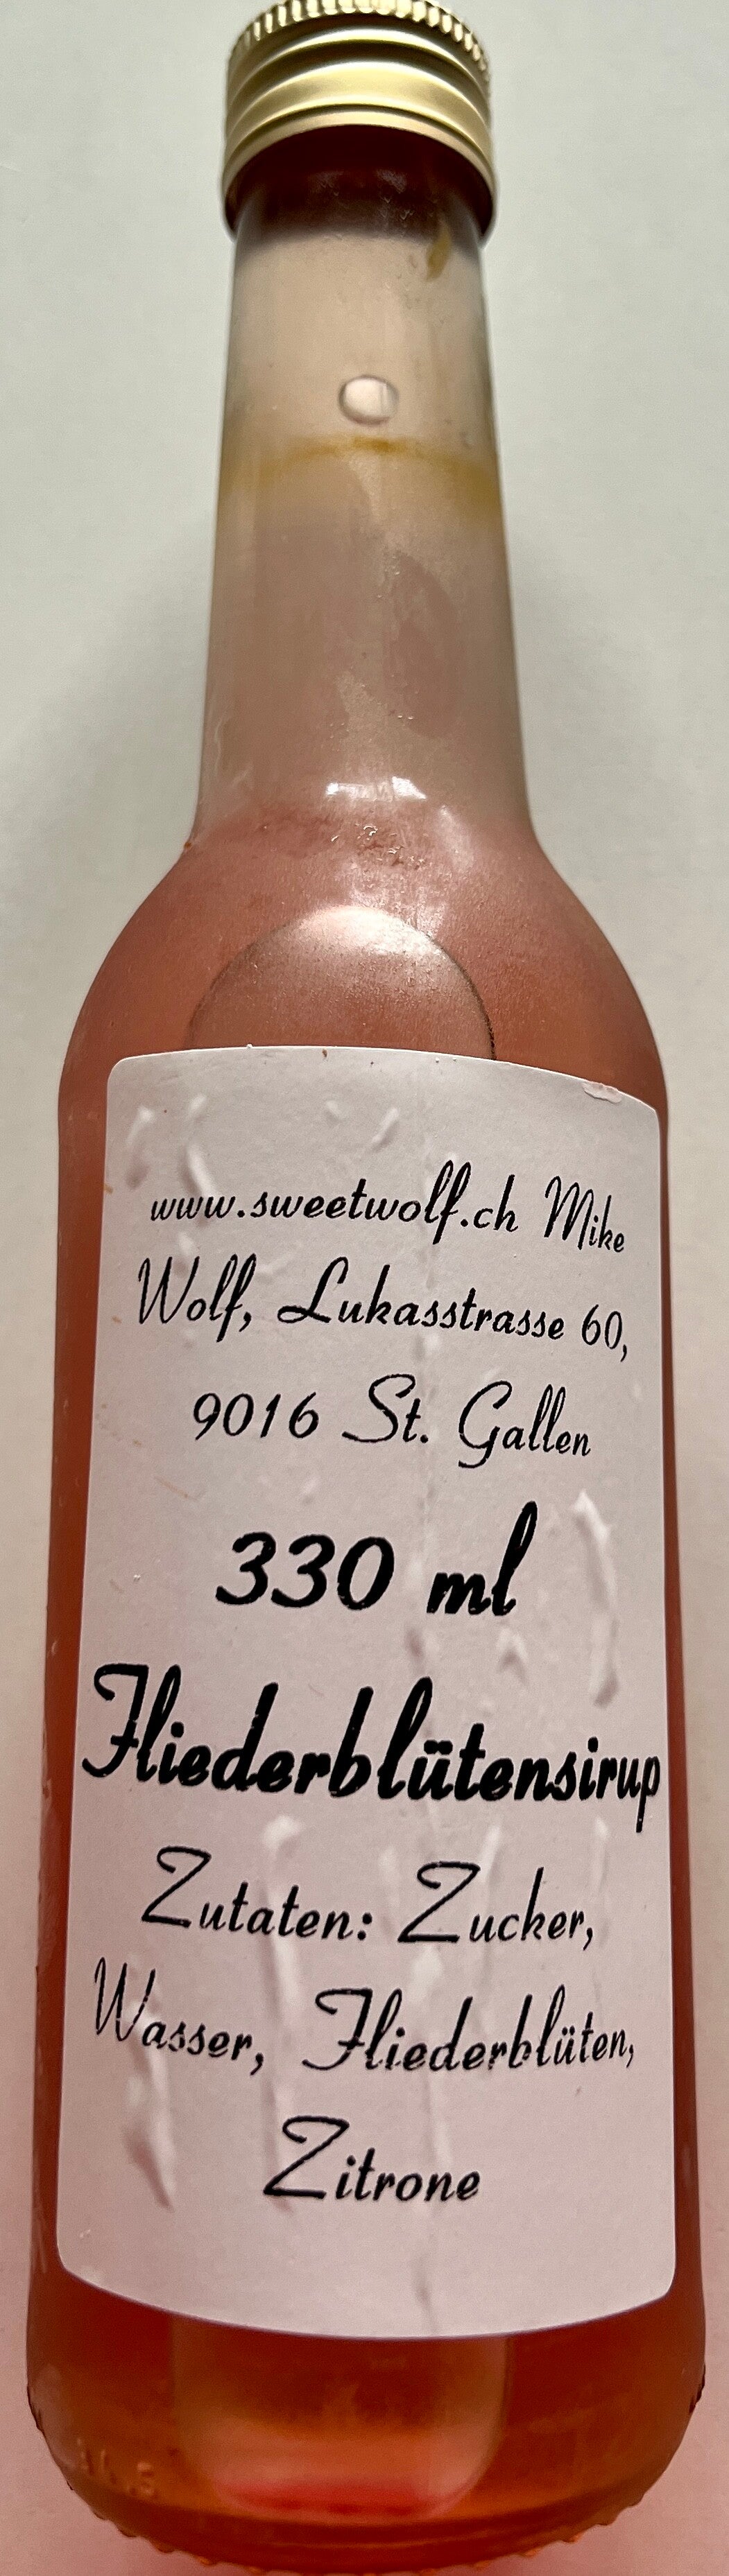 www.sweetwolf.ch Mike
Wolf, Lukasstrasse 60,
9016 St. Gallen
330 ml
Fliederblütensirup
Zutaten: Zucker,
Wasser, Fliederblüten,
Zitrone